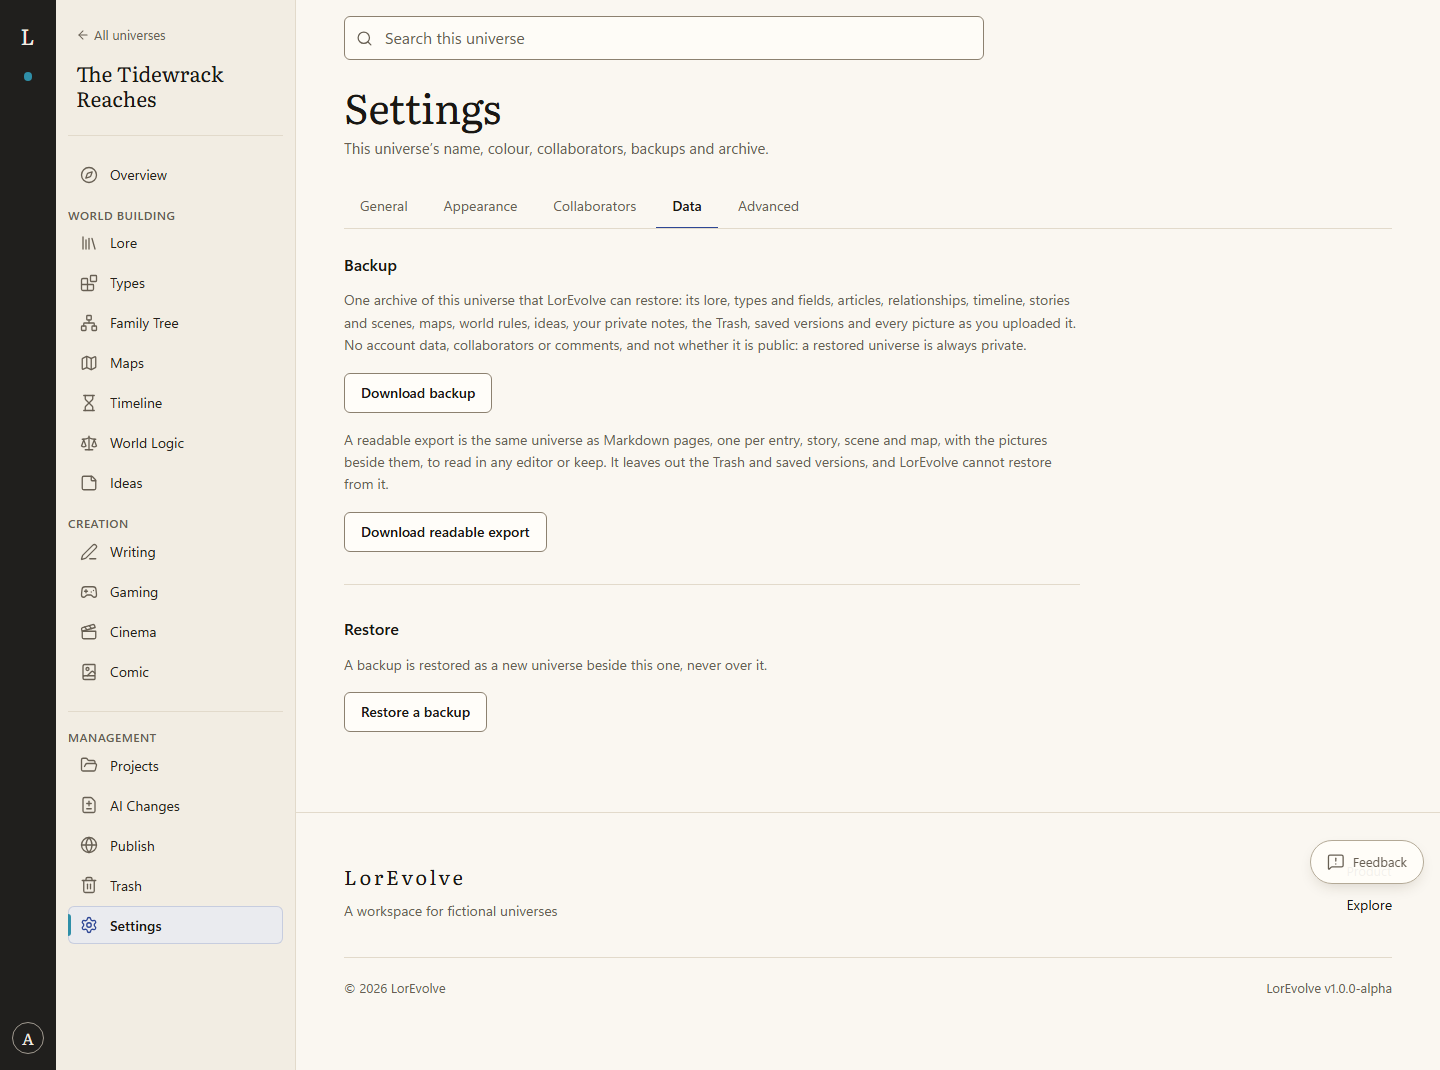 L
All universes
The Tidewrack
Reaches
Overview
WORLD BUILDING
Lore
Types
Family Tree
Maps
Timeline
World Logic
Ideas
CREATION
Writing
Gaming
Cinema
Comic
MANAGEMENT
Projects
AI Changes
Publish
Trash
Settings
A
Search this universe
Settings
This universe's name, colour, collaborators, backups and archive.
General
Appearance
Collaborators
Data
Advanced
Backup
One archive of this universe that LorEvolve can restore: its lore, types and fields, articles, relationships, timeline, stories
and scenes, maps, world rules, ideas, your private notes, the Trash, saved versions and every picture as you uploaded it.
No account data, collaborators or comments, and not whether it is public: a restored universe is always private.
Download backup
A readable export is the same universe as Markdown pages, one per entry, story, scene and map, with the pictures
beside them, to read in any editor or keep. It leaves out the Trash and saved versions, and LorEvolve cannot restore
from it.
Download readable export
Restore
A backup is restored as a new universe beside this one, never over it.
Restore a backup
LorEvolve
A workspace for fictional universes
Feedback
Product
Explore
© 2026 LorEvolve
LorEvolve v1.0.0-alpha